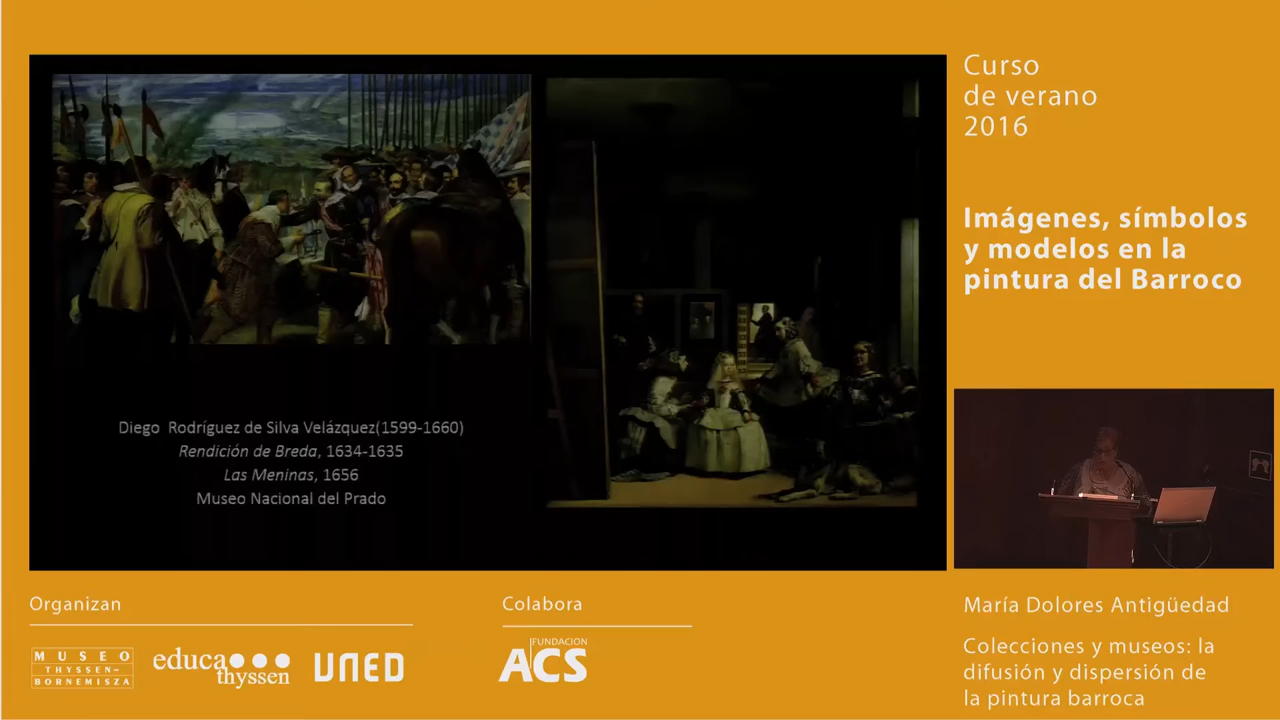 Curso
de verano
2016
Imágenes, símbolos
y modelos en la
pintura del Barroco
Diego  Rodríguez de Silva Velázquez(1599-1660)
Rendición de Breda, 1634-1635
Las Meninas, 1656
Museo Nacional del Prado
Organizan
MUSEO
THYSSEN-
BORNEMISZA
educa
thyssen
UNED
Colabora
FUNDACION
ACS
María Dolores Antigüedad
Colecciones y museos: la
difusión y dispersión de
la pintura barroca